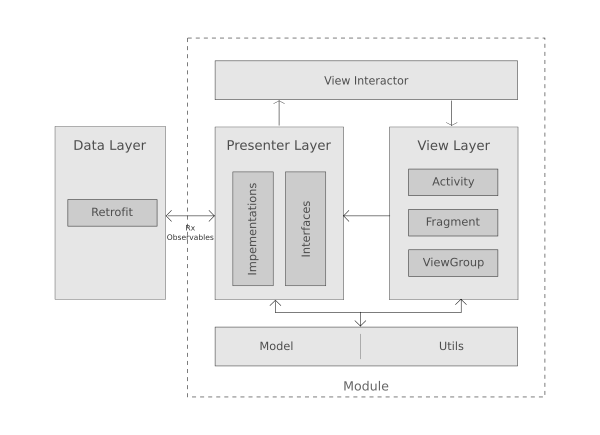 View Interactor
Data Layer
Presenter Layer
View Layer
Retrofit
Impementations
Interfaces
Activity
Fragment
ViewGroup
Rx
Observables
Model
Utils
Module